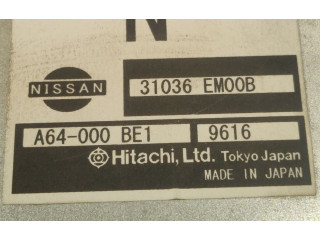 N
NISSAN
31036 EM00B
A64-000 BE1
9616
Hitachi, Ltd. Tokyo Japan
MADE IN JAPAN